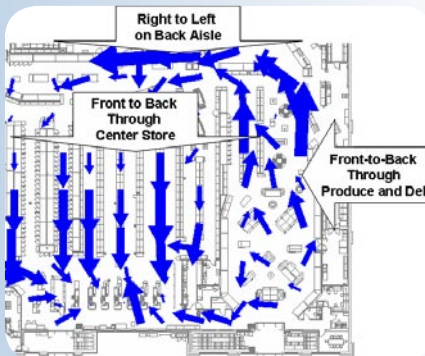 Right to Left
on Back Aisle
Front to Back
Through
Center Store
Front-to-Back
Through
Produce and Del